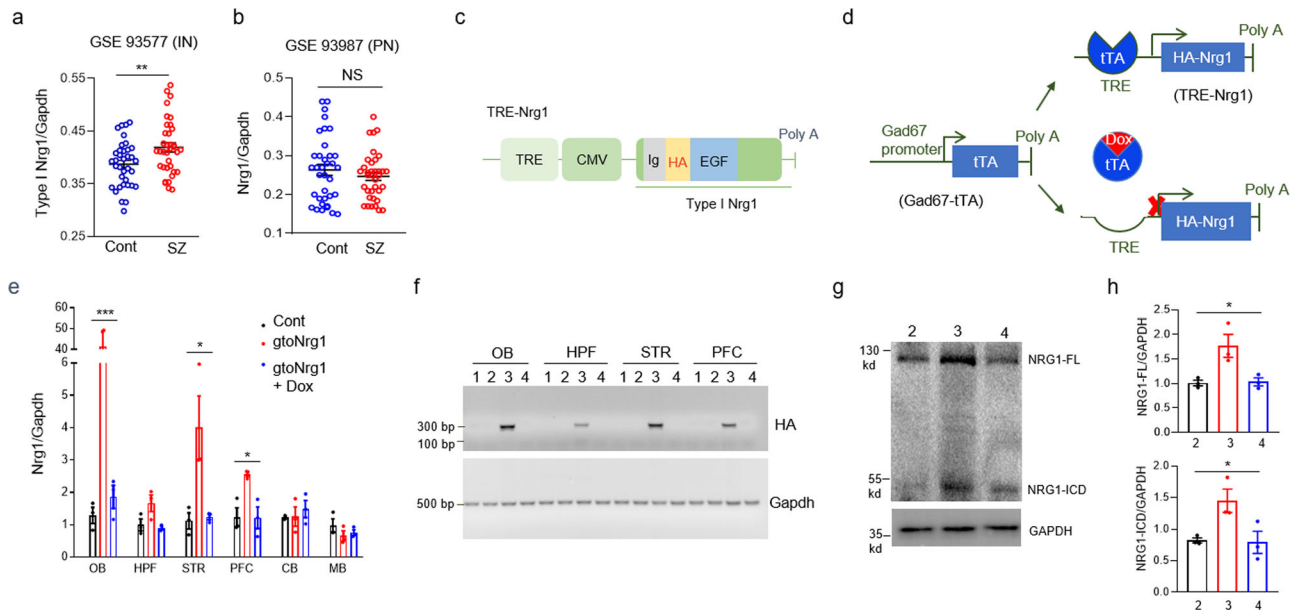 a
GSE 93577 (IN)
**
Type I Nrg1/Gapdh
0.55
0.45
0.35
0.25
Cont
SZ
b
GSE 93987 (PN)
NS
Nrg1/Gapdh
0.5
0.4
0.3
0.2
0.1
Cont
SZ
c
TRE-Nrg1
TRE
CMV
Ig
HA
EGF
Poly A
Type I Nrg1
d
Gad67
promoter
tTA
Poly A
(Gad67-tTA)
tTA
TRE
HA-Nrg1
Poly A
(TRE-Nrg1)
Dox
tTA
TRE
HA-Nrg1
Poly A
e
Nrg1/Gapdh
60
50
40
30
6
4
3
2
1
0
***
*
*
Cont
gtoNrg1
gtoNrg1
+ Dox
OB
HPF
STR
PFC
CB
MB
f
OB
HPF
STR
PFC
1 2 3 4 1 2 3 4 1 2 3 4 1 2 3 4
300 bp
100 bp
HA
500 bp
Gapdh
g
2 3 4
130
kd
NRG1-FL
55
kd
NRG1-ICD
35
kd
GAPDH
h
NRG1-FL/GAPDH
2.5
2.0
1.5
1.0
0.5
0.0
*
2 3 4
NRG1-ICD/GAPDH
2.0
1.5
1.0
0.5
0.0
*
2 3 4